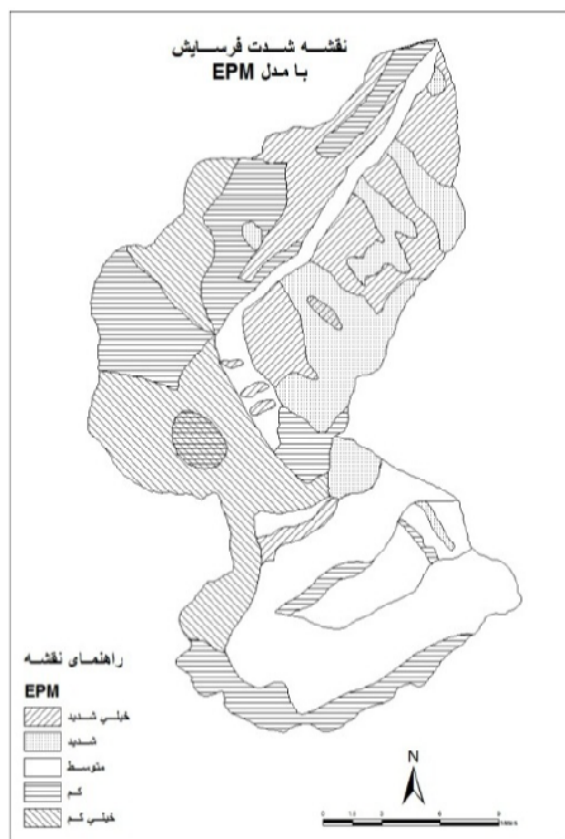 نقشه شدت فرسایش
با مدل EPM
راهنمای نقشه
EPM
خیلی شدید
شدید
متوسط
کم
خیلی کم
N